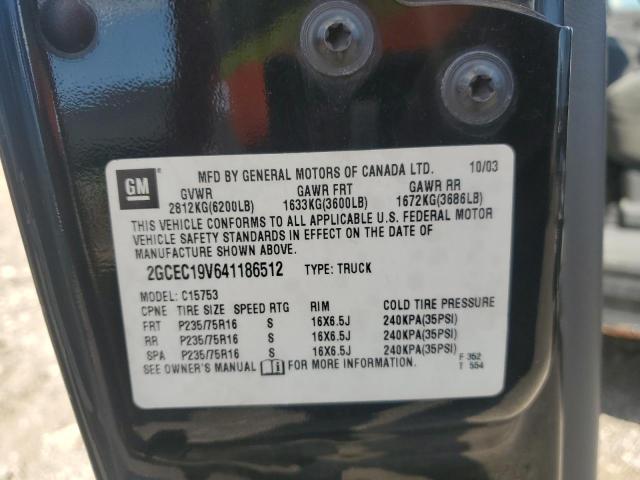 GM
MFD BY GENERAL MOTORS OF CANADA LTD. 10/03
GVWR GAWR FRT GAWR RR
2812KG(6200LB) 1633KG(3600LB) 1672KG(3686LB)
THIS VEHICLE CONFORMS TO ALL APPLICABLE U.S. FEDERAL MOTOR
VEHICLE SAFETY STANDARDS IN EFFECT ON THE DATE OF
MANUFACTURE SHOWN ABOVE.
2GCEC19V641186512 TYPE: TRUCK
MODEL: C15753
CPNE TIRE SIZE SPEED RTG RIM COLD TIRE PRESSURE
FRT P235/75R16 S 16X6.5J 240KPA(35PSI)
RR P235/75R16 S 16X6.5J 240KPA(35PSI)
SPA P235/75R16 S 16X6.5J 240KPA(35PSI)
SEE OWNER'S MANUAL FOR MORE INFORMATION.
F 352
T 554